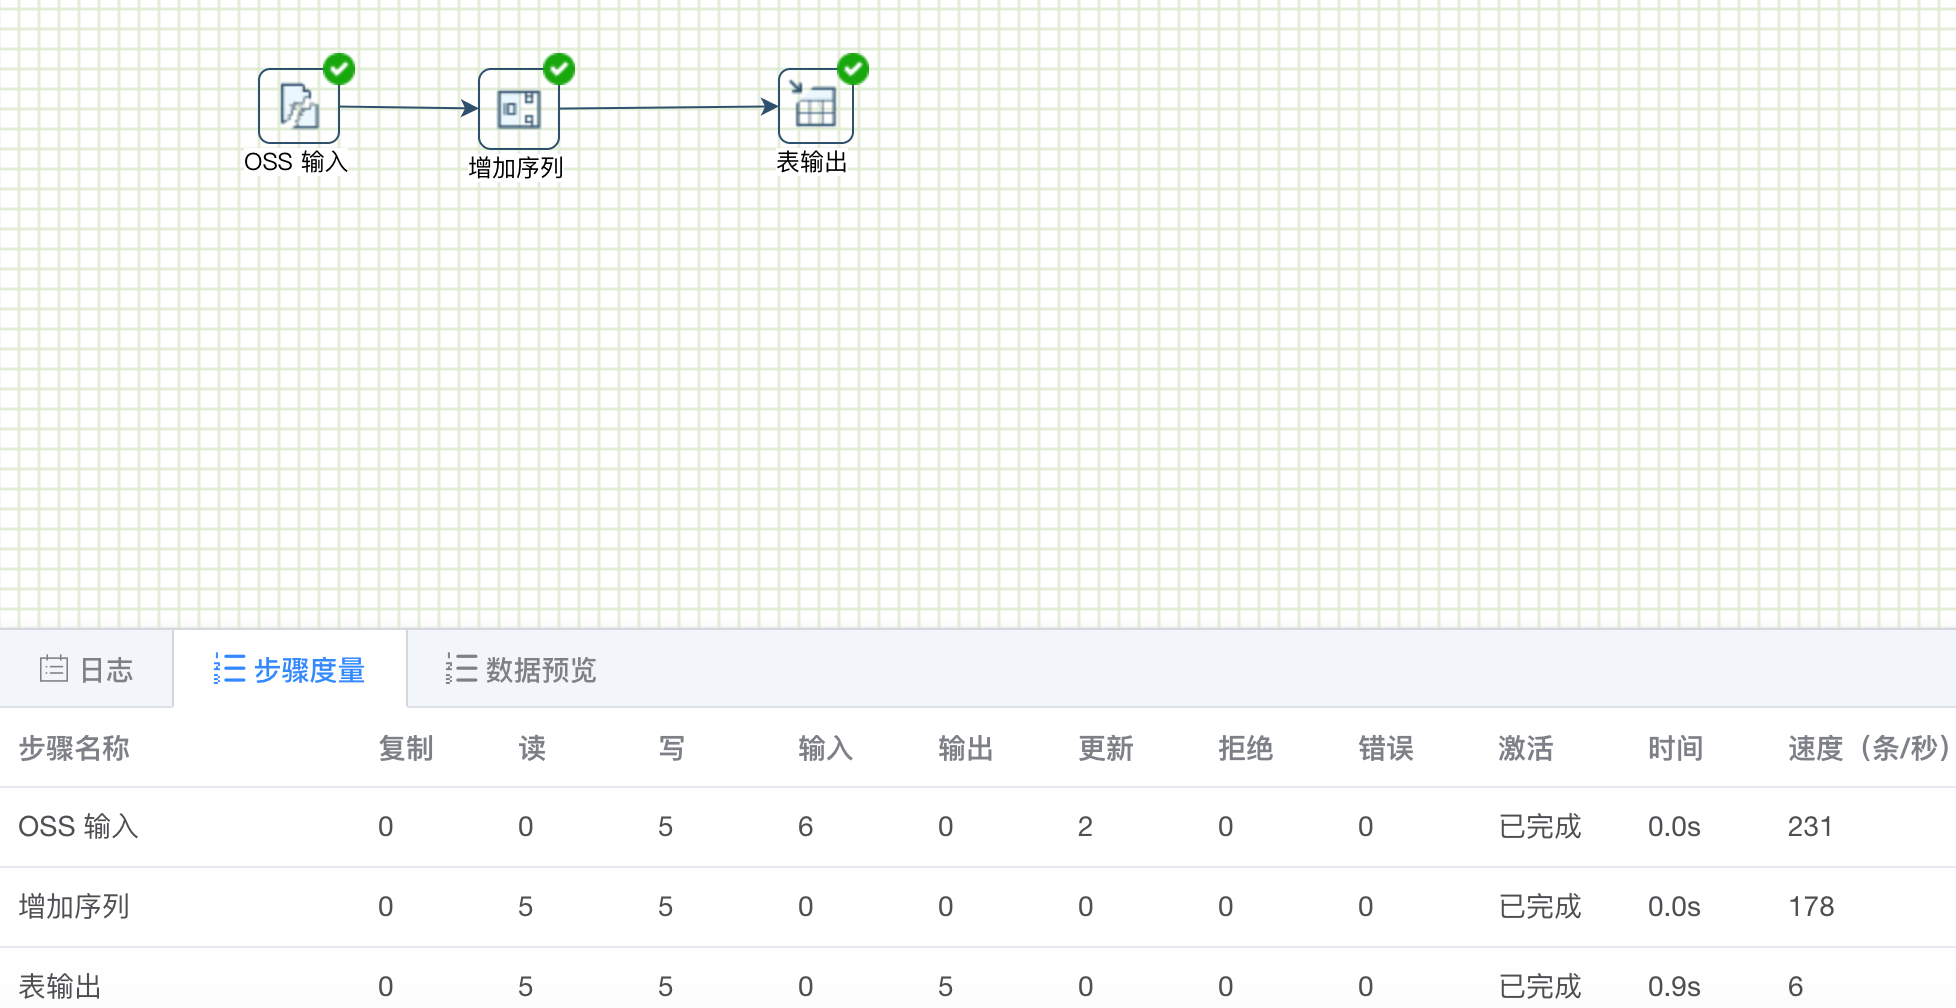 OSS 输入
增加序列
表输出
日志 步骤度量 数据预览
步骤名称 复制 读 写 输入 输出 更新 拒绝 错误 激活 时间 速度（条/秒）
OSS 输入 0 0 5 6 0 2 0 0 已完成 0.0s 231
增加序列 0 5 5 0 0 0 0 0 已完成 0.0s 178
表输出 0 5 5 0 5 0 0 0 已完成 0.9s 6